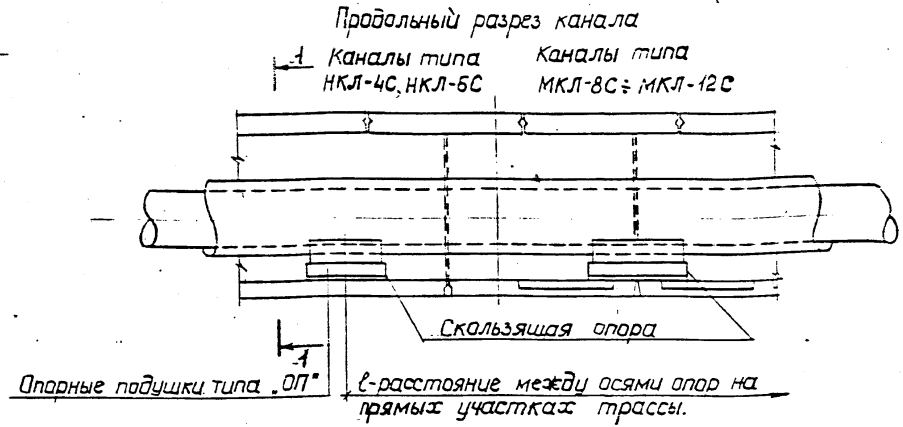 Продольный разрез канала
1
Каналы типа
НКЛ-4С, НКЛ-6С
Каналы типа
МКЛ-8С ÷ МКЛ-12С
Скользящая опора
1
Опорные подушки типа „ОП"
ℓ-расстояние между осями опор на
прямых участках трассы.